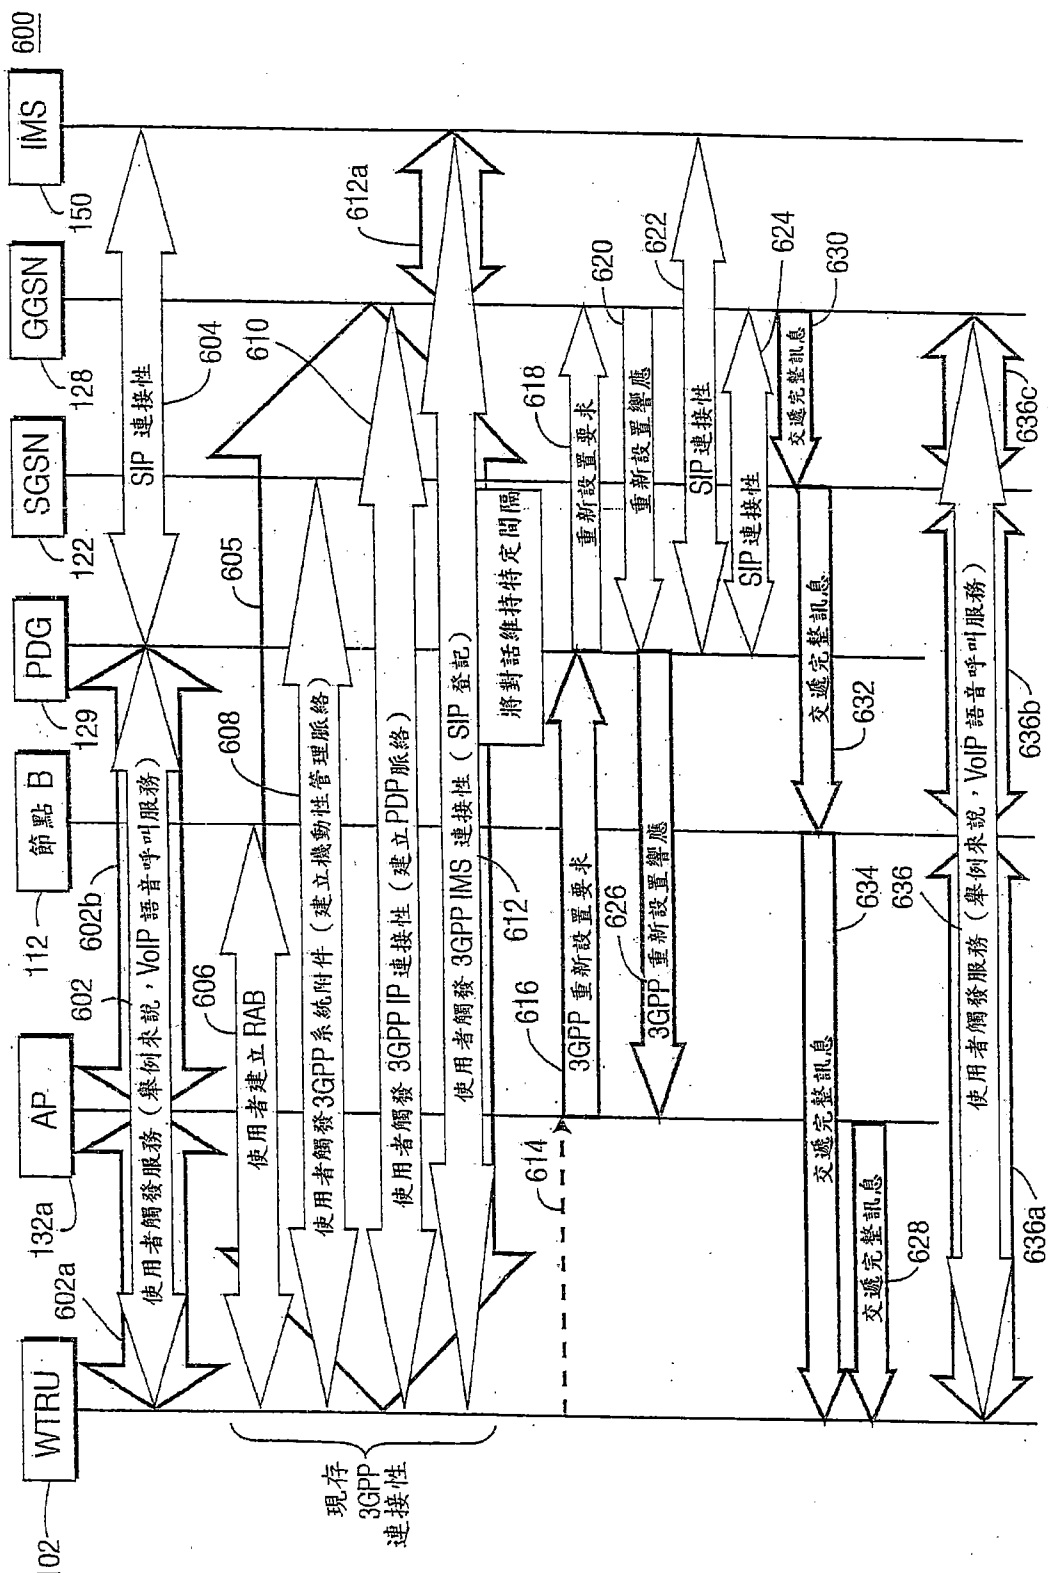 600
WTRU
AP
節點 B
PDG
SGSN
GGSN
IMS
102
132a
112
129
122
128
150
602a
602
602b
使用者觸發服務（舉例來說，VoIP 語音呼叫服務）
SIP 連接性
604
605
606
使用者建立 RAB
608
使用者觸發3GPP系統附件（建立機動性管理脈絡）
610
使用者觸發 3GPP IP 連接性（建立PDP脈絡）
使用者觸發 3GPP IMS 連接性（ SIP 登記）
612
612a
現存
3GPP
連接性
將對話維持特定間隔
614
616
3GPP 重新設置要求
618
重新設置要求
620
重新設置響應
626
3GPP 重新設置響應
622
SIP 連接性
SIP 連接性
624
交遞完整訊息
630
交遞完整訊息
632
交遞完整訊息
634
交遞完整訊息
628
636
使用者觸發服務（舉例來說，VoIP 語音呼叫服務）
636a
636b
636c